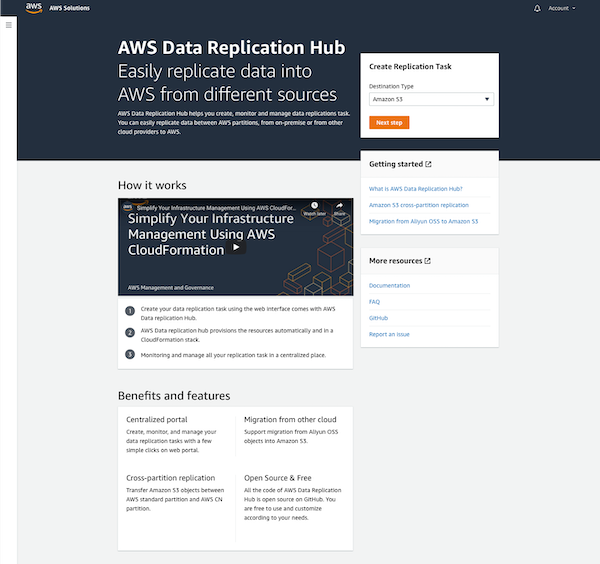 aws AWS Solutions
Account
AWS Data Replication Hub
Easily replicate data into
AWS from different sources
AWS Data Replication Hub helps you create, monitor and manage data replications task.
You can easily replicate data between AWS partitions, from on-premise or from other
cloud providers to AWS.
Create Replication Task
Destination Type
Amazon S3
Next step
Getting started
What is AWS Data Replication Hub?
Amazon S3 cross-partition replication
Migration from Aliyun OSS to Amazon S3
More resources
Documentation
FAQ
GitHub
Report an issue
How it works
aws Simplify Your Infrastructure Management Using AWS CloudFor...
Watch later
Share
Simplify Your Infrastructure
Management Using AWS
CloudFormation
AWS Management and Governance
1 Create your data replication task using the web interface comes with AWS
Data replication Hub.
2 AWS Data replication hub provisions the resources automatically and in a
CloudFormation stack.
3 Monitoring and manage all your replication task in a centralized place.
Benefits and features
Centralized portal
Create, monitor, and manage your
data replication tasks with a few
simple clicks on web portal.
Migration from other cloud
Support migration from Aliyun OSS
objects into Amazon S3.
Cross-partition replication
Transfer Amazon S3 objects between
AWS standard partition and AWS CN
partition.
Open Source & Free
All the code of AWS Data Replication
Hub is open source on GitHub. You
are free to use and customize
according to your needs.